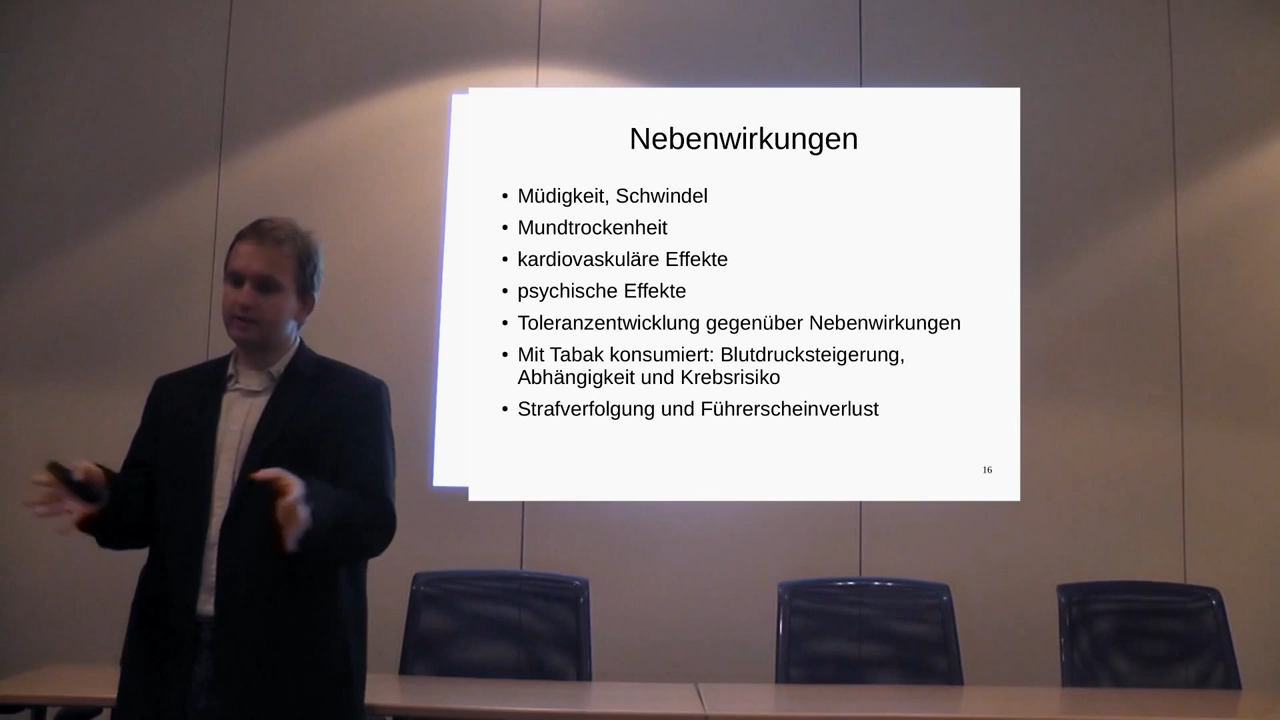 Nebenwirkungen
• Müdigkeit, Schwindel
• Mundtrockenheit
• kardiovaskuläre Effekte
• psychische Effekte
• Toleranzentwicklung gegenüber Nebenwirkungen
• Mit Tabak konsumiert: Blutdrucksteigerung,
Abhängigkeit und Krebsrisiko
• Strafverfolgung und Führerscheinverlust
16